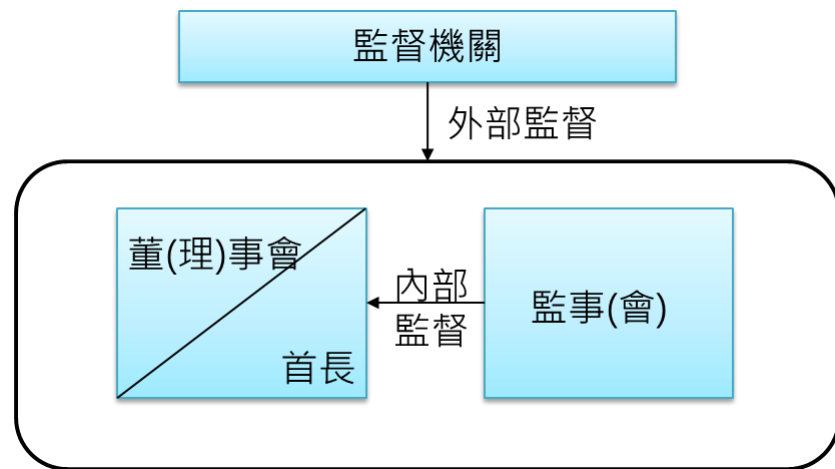 監督機關
外部監督
董(理)事會
首長
內部
監督
監事(會)